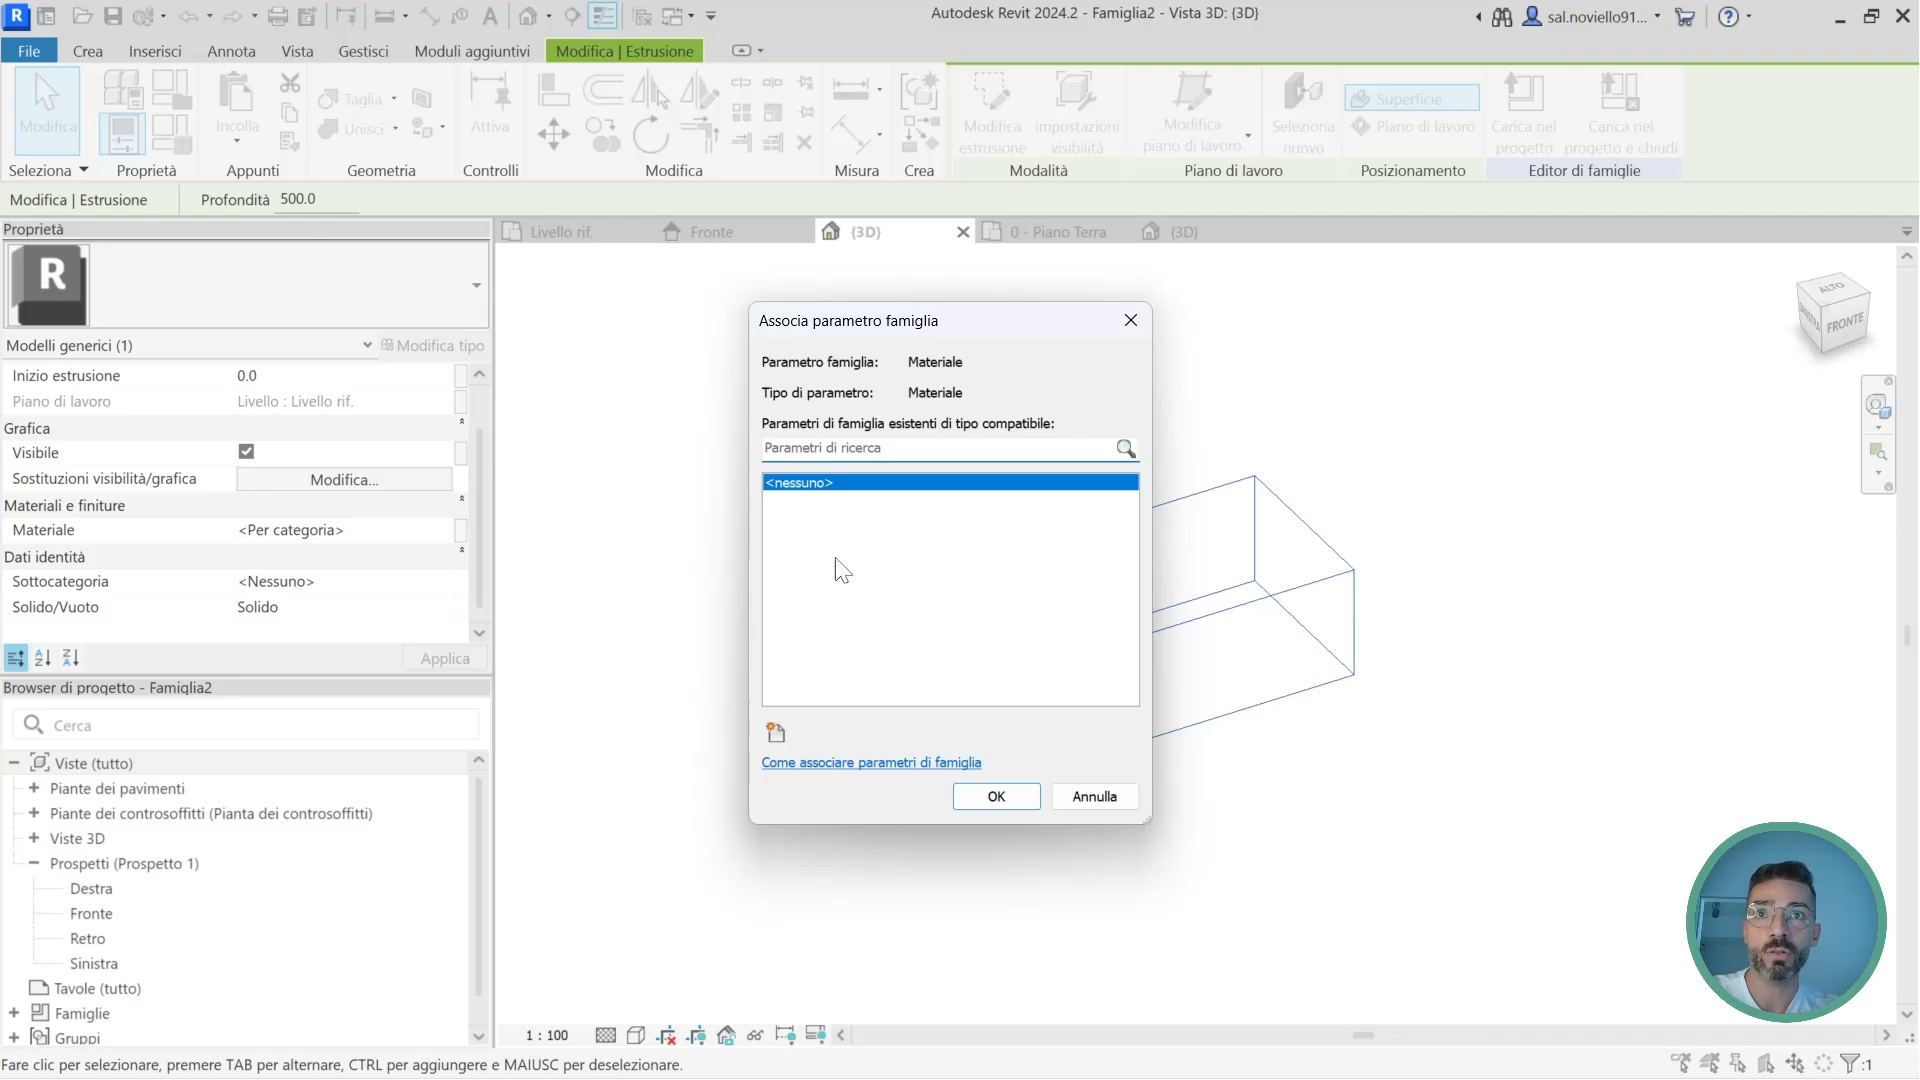 Autodesk Revit 2024.2 - Famiglia2 - Vista 3D: {3D}
sal.noviello91...
File Crea Inserisci Annota Vista Gestisci Moduli aggiuntivi Modifica | Estrusione
Modifica
Incolla
Taglia
Unisci
Attiva
Modifica estrusione
Impostazioni visibilità
Modifica piano di lavoro
Seleziona nuovo
Superficie
Piano di lavoro
Carica nel progetto
Carica nel progetto e chiudi
Seleziona Proprietà Appunti Geometria Controlli Modifica Misura Crea Modalità Piano di lavoro Posizionamento Editor di famiglie
Modifica | Estrusione Profondità 500.0
Proprietà
R
Modelli generici (1) Modifica tipo
Inizio estrusione 0.0
Piano di lavoro Livello : Livello rif.
Grafica
Visibile
Sostituzioni visibilità/grafica Modifica...
Materiali e finiture
Materiale <Per categoria>
Dati identità
Sottocategoria <Nessuno>
Solido/Vuoto Solido
Applica
Browser di progetto - Famiglia2
Cerca
Viste (tutto)
Piante dei pavimenti
Piante dei controsoffitti (Pianta dei controsoffitti)
Viste 3D
Prospetti (Prospetto 1)
Destra
Fronte
Retro
Sinistra
Tavole (tutto)
Famiglie
Gruppi
Livello rif. Fronte {3D} 0 - Piano Terra {3D}
Associa parametro famiglia
Parametro famiglia: Materiale
Tipo di parametro: Materiale
Parametri di famiglia esistenti di tipo compatibile:
Parametri di ricerca
<nessuno>
Come associare parametri di famiglia
OK Annulla
ALTO
FRONTE
1 : 100
Fare clic per selezionare, premere TAB per alternare, CTRL per aggiungere e MAIUSC per deselezionare.
:1